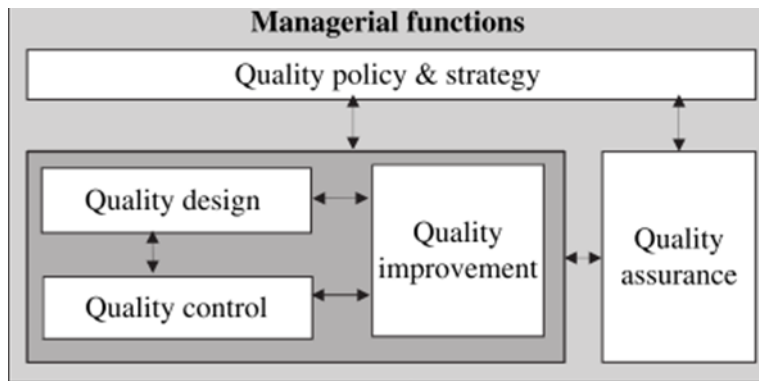 Managerial functions
Quality policy & strategy
Quality design
Quality control
Quality
improvement
Quality
assurance